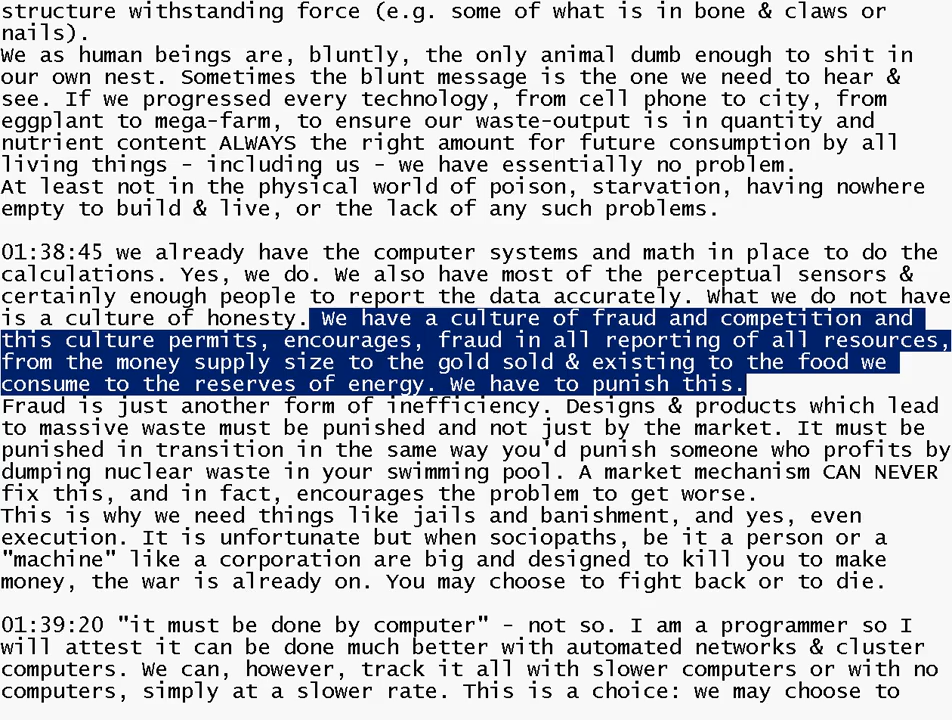 structure withstanding force (e.g. some of what is in bone & claws or
nails).
We as human beings are, bluntly, the only animal dumb enough to shit in
our own nest. Sometimes the blunt message is the one we need to hear &
see. If we progressed every technology, from cell phone to city, from
eggplant to mega-farm, to ensure our waste-output is in quantity and
nutrient content ALWAYS the right amount for future consumption by all
living things - including us - we have essentially no problem.
At least not in the physical world of poison, starvation, having nowhere
empty to build & live, or the lack of any such problems.
01:38:45 we already have the computer systems and math in place to do the
calculations. Yes, we do. We also have most of the perceptual sensors &
certainly enough people to report the data accurately. What we do not have
is a culture of honesty. We have a culture of fraud and competition and
this culture permits, encourages, fraud in all reporting of all resources,
from the money supply size to the gold sold & existing to the food we
consume to the reserves of energy. We have to punish this.
Fraud is just another form of inefficiency. Designs & products which lead
to massive waste must be punished and not just by the market. It must be
punished in transition in the same way you'd punish someone who profits by
dumping nuclear waste in your swimming pool. A market mechanism CAN NEVER
fix this, and in fact, encourages the problem to get worse.
This is why we need things like jails and banishment, and yes, even
execution. It is unfortunate but when sociopaths, be it a person or a
"machine" like a corporation are big and designed to kill you to make
money, the war is already on. You may choose to fight back or to die.
01:39:20 "it must be done by computer" - not so. I am a programmer so I
will attest it can be done much better with automated networks & cluster
computers. We can, however, track it all with slower computers or with no
computers, simply at a slower rate. This is a choice: we may choose to